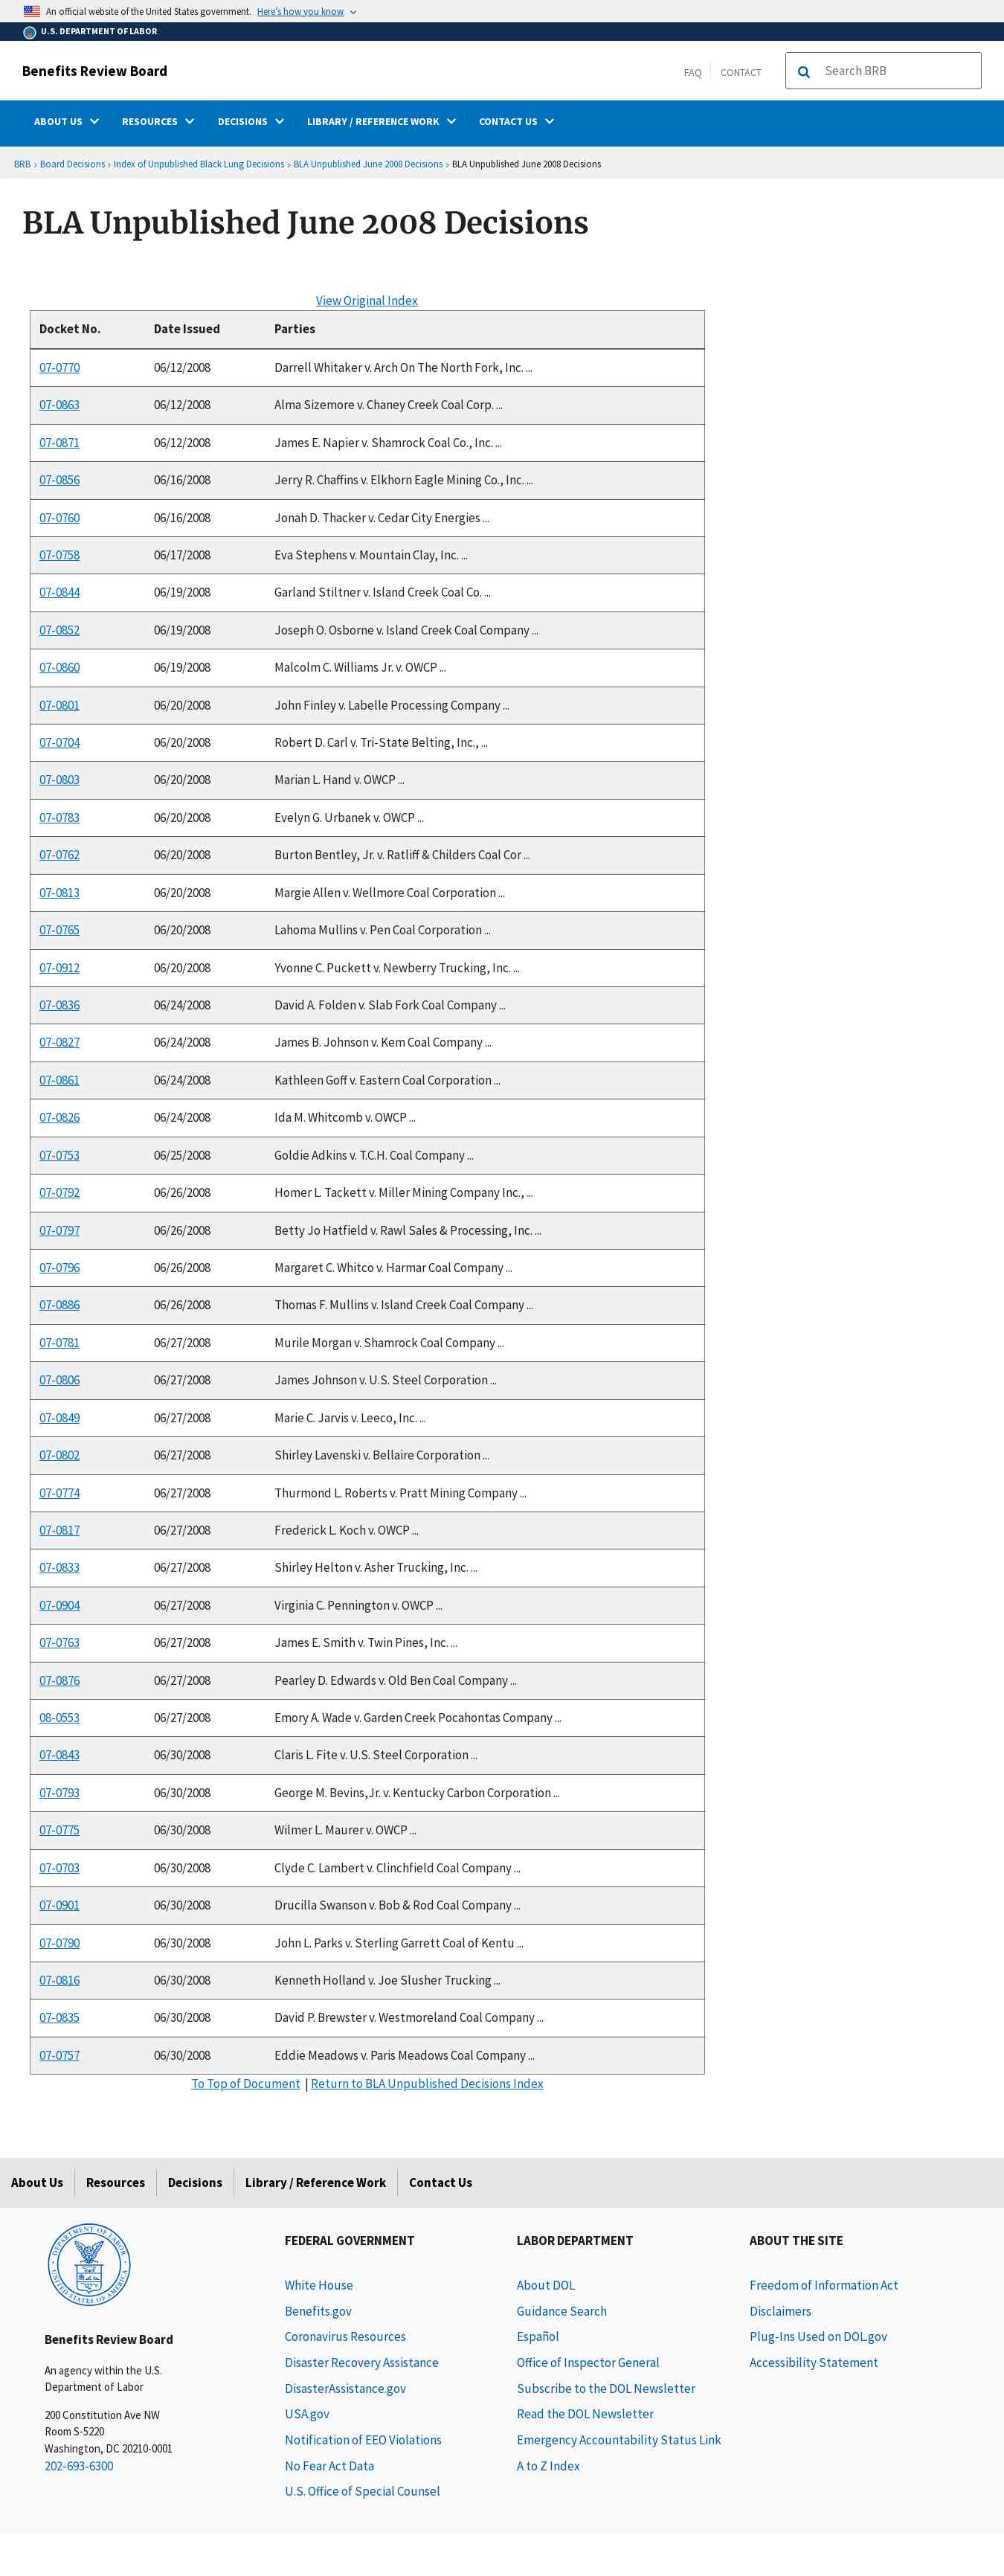 An official website of the United States government. Here's how you know
U.S. DEPARTMENT OF LABOR
Benefits Review Board
FAQ CONTACT Search BRB
ABOUT US RESOURCES DECISIONS LIBRARY / REFERENCE WORK CONTACT US
BRB › Board Decisions › Index of Unpublished Black Lung Decisions › BLA Unpublished June 2008 Decisions › BLA Unpublished June 2008 Decisions
BLA Unpublished June 2008 Decisions
View Original Index
Docket No. Date Issued Parties
07-0770 06/12/2008 Darrell Whitaker v. Arch On The North Fork, Inc. ...
07-0863 06/12/2008 Alma Sizemore v. Chaney Creek Coal Corp. ...
07-0871 06/12/2008 James E. Napier v. Shamrock Coal Co., Inc. ...
07-0856 06/16/2008 Jerry R. Chaffins v. Elkhorn Eagle Mining Co., Inc. ...
07-0760 06/16/2008 Jonah D. Thacker v. Cedar City Energies ...
07-0758 06/17/2008 Eva Stephens v. Mountain Clay, Inc. ...
07-0844 06/19/2008 Garland Stiltner v. Island Creek Coal Co. ...
07-0852 06/19/2008 Joseph O. Osborne v. Island Creek Coal Company ...
07-0860 06/19/2008 Malcolm C. Williams Jr. v. OWCP ...
07-0801 06/20/2008 John Finley v. Labelle Processing Company ...
07-0704 06/20/2008 Robert D. Carl v. Tri-State Belting, Inc., ...
07-0803 06/20/2008 Marian L. Hand v. OWCP ...
07-0783 06/20/2008 Evelyn G. Urbanek v. OWCP ...
07-0762 06/20/2008 Burton Bentley, Jr. v. Ratliff & Childers Coal Cor ...
07-0813 06/20/2008 Margie Allen v. Wellmore Coal Corporation ...
07-0765 06/20/2008 Lahoma Mullins v. Pen Coal Corporation ...
07-0912 06/20/2008 Yvonne C. Puckett v. Newberry Trucking, Inc. ...
07-0836 06/24/2008 David A. Folden v. Slab Fork Coal Company ...
07-0827 06/24/2008 James B. Johnson v. Kem Coal Company ...
07-0861 06/24/2008 Kathleen Goff v. Eastern Coal Corporation ...
07-0826 06/24/2008 Ida M. Whitcomb v. OWCP ...
07-0753 06/25/2008 Goldie Adkins v. T.C.H. Coal Company ...
07-0792 06/26/2008 Homer L. Tackett v. Miller Mining Company Inc., ...
07-0797 06/26/2008 Betty Jo Hatfield v. Rawl Sales & Processing, Inc. ...
07-0796 06/26/2008 Margaret C. Whitco v. Harmar Coal Company ...
07-0886 06/26/2008 Thomas F. Mullins v. Island Creek Coal Company ...
07-0781 06/27/2008 Murile Morgan v. Shamrock Coal Company ...
07-0806 06/27/2008 James Johnson v. U.S. Steel Corporation ...
07-0849 06/27/2008 Marie C. Jarvis v. Leeco, Inc. ...
07-0802 06/27/2008 Shirley Lavenski v. Bellaire Corporation ...
07-0774 06/27/2008 Thurmond L. Roberts v. Pratt Mining Company ...
07-0817 06/27/2008 Frederick L. Koch v. OWCP ...
07-0833 06/27/2008 Shirley Helton v. Asher Trucking, Inc. ...
07-0904 06/27/2008 Virginia C. Pennington v. OWCP ...
07-0763 06/27/2008 James E. Smith v. Twin Pines, Inc. ...
07-0876 06/27/2008 Pearley D. Edwards v. Old Ben Coal Company ...
08-0553 06/27/2008 Emory A. Wade v. Garden Creek Pocahontas Company ...
07-0843 06/30/2008 Claris L. Fite v. U.S. Steel Corporation ...
07-0793 06/30/2008 George M. Bevins,Jr. v. Kentucky Carbon Corporation ...
07-0775 06/30/2008 Wilmer L. Maurer v. OWCP ...
07-0703 06/30/2008 Clyde C. Lambert v. Clinchfield Coal Company ...
07-0901 06/30/2008 Drucilla Swanson v. Bob & Rod Coal Company ...
07-0790 06/30/2008 John L. Parks v. Sterling Garrett Coal of Kentu ...
07-0816 06/30/2008 Kenneth Holland v. Joe Slusher Trucking ...
07-0835 06/30/2008 David P. Brewster v. Westmoreland Coal Company ...
07-0757 06/30/2008 Eddie Meadows v. Paris Meadows Coal Company ...
To Top of Document | Return to BLA Unpublished Decisions Index
About Us Resources Decisions Library / Reference Work Contact Us
DEPARTMENT OF LABOR
UNITED STATES OF AMERICA
Benefits Review Board
An agency within the U.S.
Department of Labor
200 Constitution Ave NW
Room S-5220
Washington, DC 20210-0001
202-693-6300
FEDERAL GOVERNMENT
White House
Benefits.gov
Coronavirus Resources
Disaster Recovery Assistance
DisasterAssistance.gov
USA.gov
Notification of EEO Violations
No Fear Act Data
U.S. Office of Special Counsel
LABOR DEPARTMENT
About DOL
Guidance Search
Español
Office of Inspector General
Subscribe to the DOL Newsletter
Read the DOL Newsletter
Emergency Accountability Status Link
A to Z Index
ABOUT THE SITE
Freedom of Information Act
Disclaimers
Plug-Ins Used on DOL.gov
Accessibility Statement